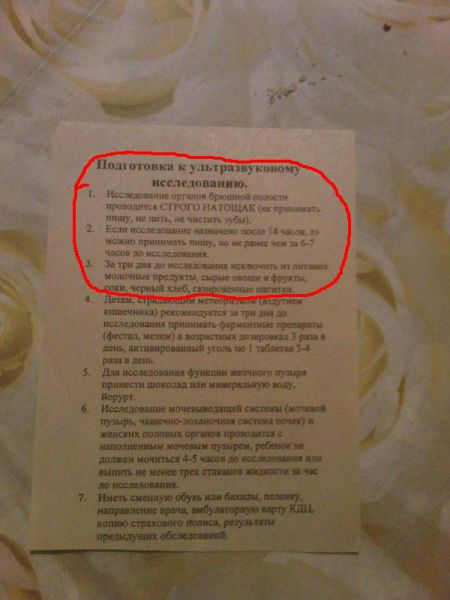 Подготовка к ультразвуковому
исследованию.
1. Исследование органов брюшной полости
проводится СТРОГО НАТОЩАК (не принимать
пищу, не пить, не чистить зубы).
2. Если исследование назначено после 14 часов, то
можно принимать пищу, но не ранее чем за 6-7
часов до исследования.
3. За три дня до исследования исключить из питания
молочные продукты, сырые овощи и фрукты,
соки, черный хлеб, газированные напитки.
4. Детям, страдающим метеоризмом (вздутием
кишечника) рекомендуется за три дня до
исследования принимать ферментные препараты
(фестал, мезим) в возрастных дозировках 3 раза в
день, активированный уголь по 1 таблетке 3-4
раза в день.
5. Для исследования функции желчного пузыря
принести шоколад или минеральную воду,
йогурт.
6. Исследование мочевыводящей системы (мочевой
пузырь, чашечно-лоханочная система почек) и
женских половых органов проводится с
наполненным мочевым пузырем, ребенок не
должен мочиться 4-5 часов до исследования или
выпить не менее трех стаканов жидкости за час
до исследования.
7. Иметь сменную обувь или бахилы, пеленку,
направление врача, амбулаторную карту КДЦ,
копию страхового полиса, результаты
предыдущих обследований.